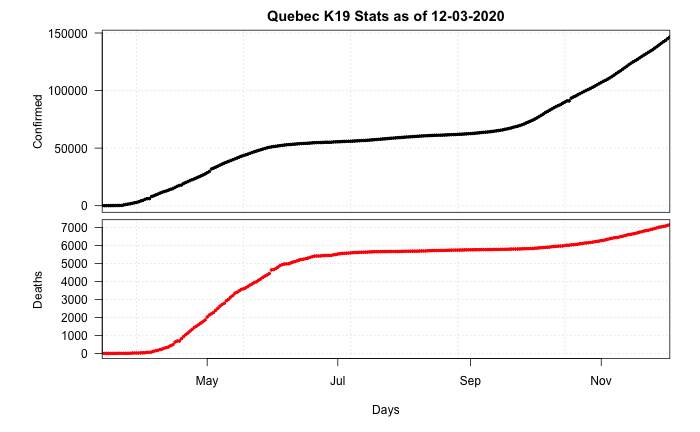 Quebec K19 Stats as of 12-03-2020
150000
100000
50000
0
Confirmed
7000
6000
5000
4000
3000
2000
1000
0
Deaths
May Jul Sep Nov
Days